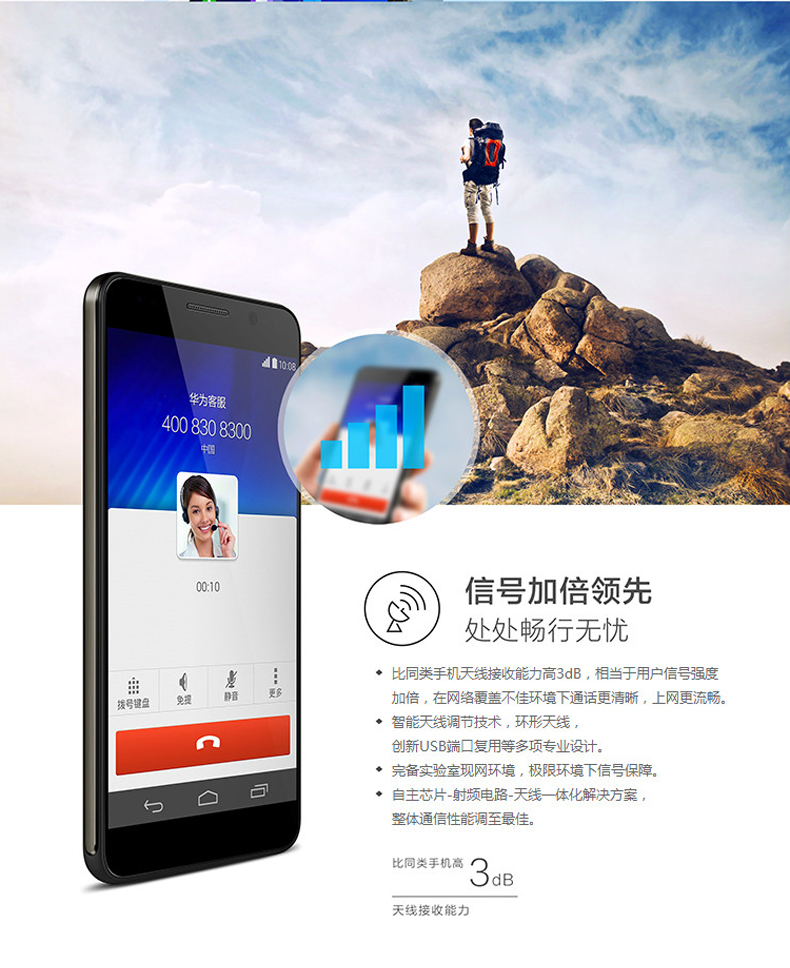 10:08
华为客服
400 830 8300
中国
00:10
拨号键盘 免提 静音 更多
信号加倍领先
处处畅行无忧
比同类手机天线接收能力高3dB，相当于用户信号强度
加倍，在网络覆盖不佳环境下通话更清晰，上网更流畅。
智能天线调节技术，环形天线，
创新USB端口复用等多项专业设计。
完备实验室现网环境，极限环境下信号保障。
自主芯片-射频电路-天线一体化解决方案，
整体通信性能调至最佳。
比同类手机高 3dB
天线接收能力